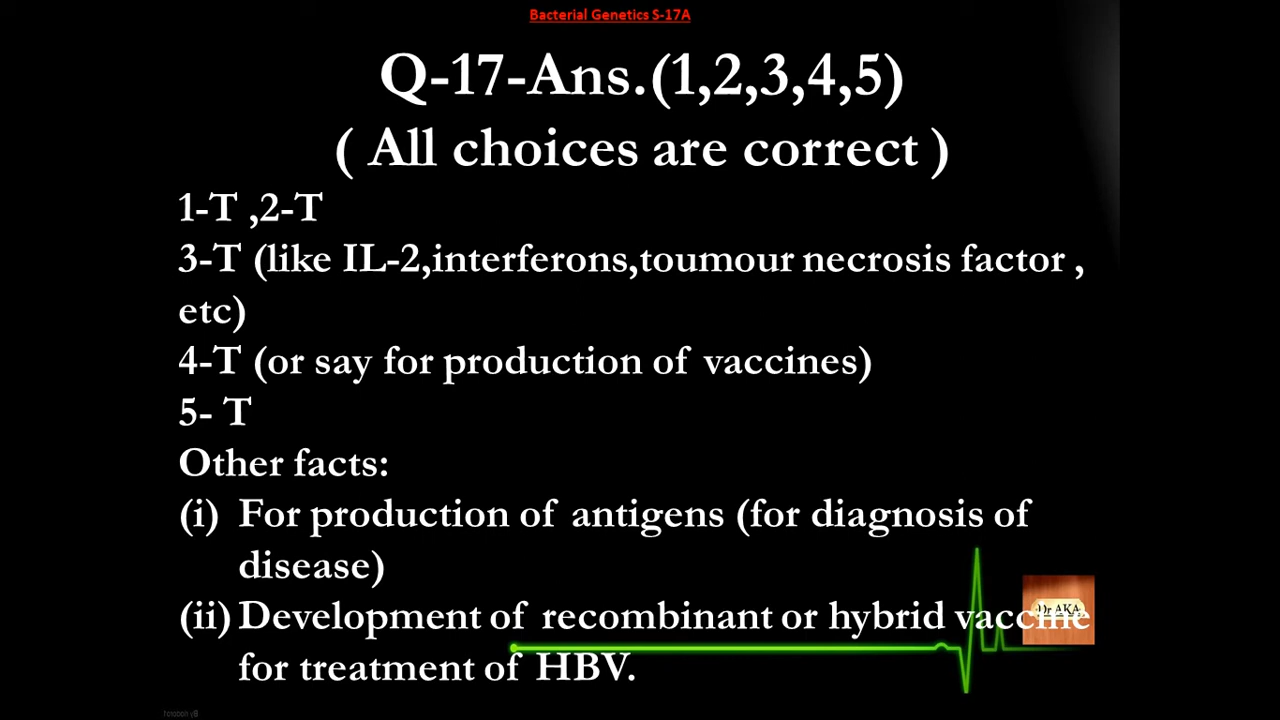 Bacterial Genetics S-17A
Q-17-Ans.(1,2,3,4,5)
( All choices are correct )
1-T ,2-T
3-T (like IL-2,interferons,toumour necrosis factor ,
etc)
4-T (or say for production of vaccines)
5- T
Other facts:
(i) For production of antigens (for diagnosis of
disease)
(ii) Development of recombinant or hybrid vaccine
Dr AKA
for treatment of HBV.